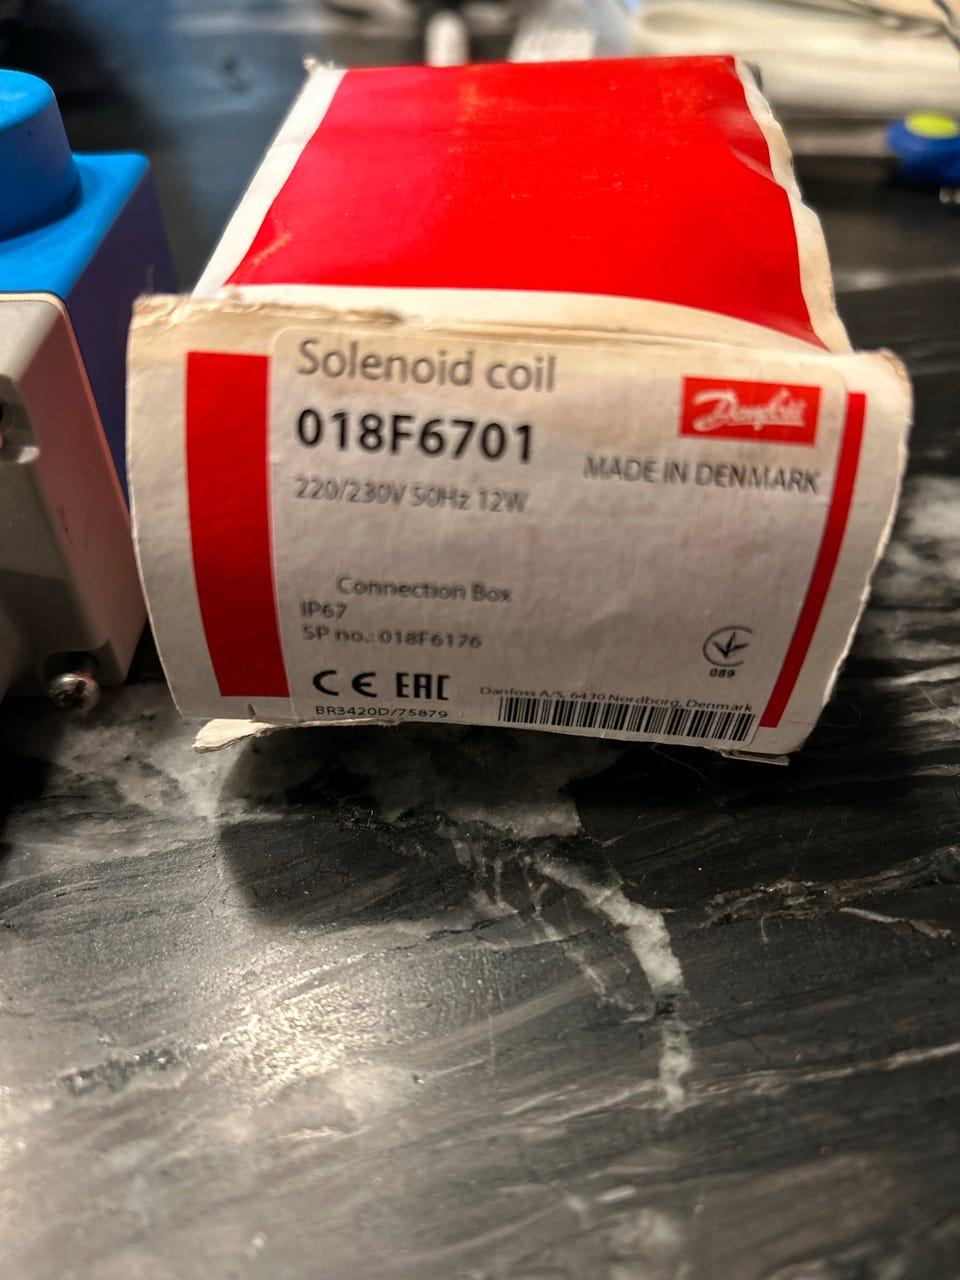 Solenoid coil
018F6701
Danfoss
MADE IN DENMARK
220/230V 50Hz 12W
Connection Box
IP67
SP no.: 018F6176
089
CE EAC
Danfoss A/S, 6430 Nordborg, Denmark
BR3420D/75879